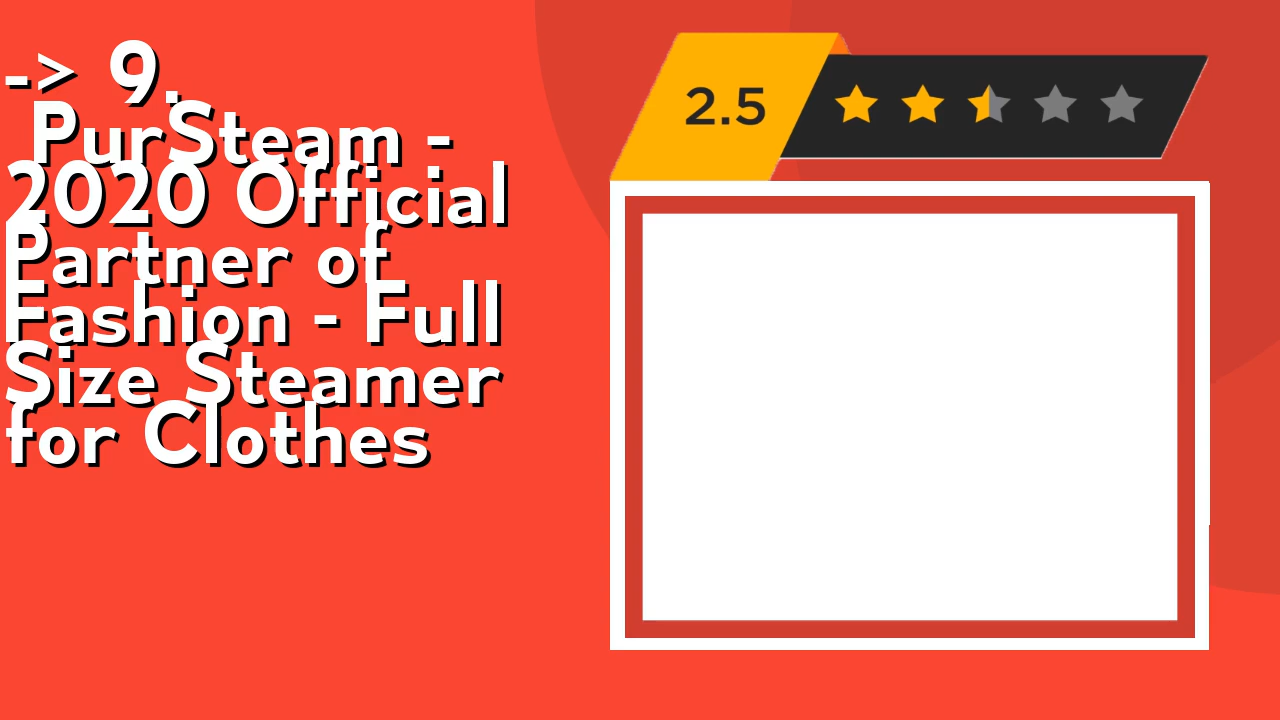 -> 9.
PurSteam -
2020 Official
Partner of
Fashion - Full
Size Steamer
for Clothes
2.5